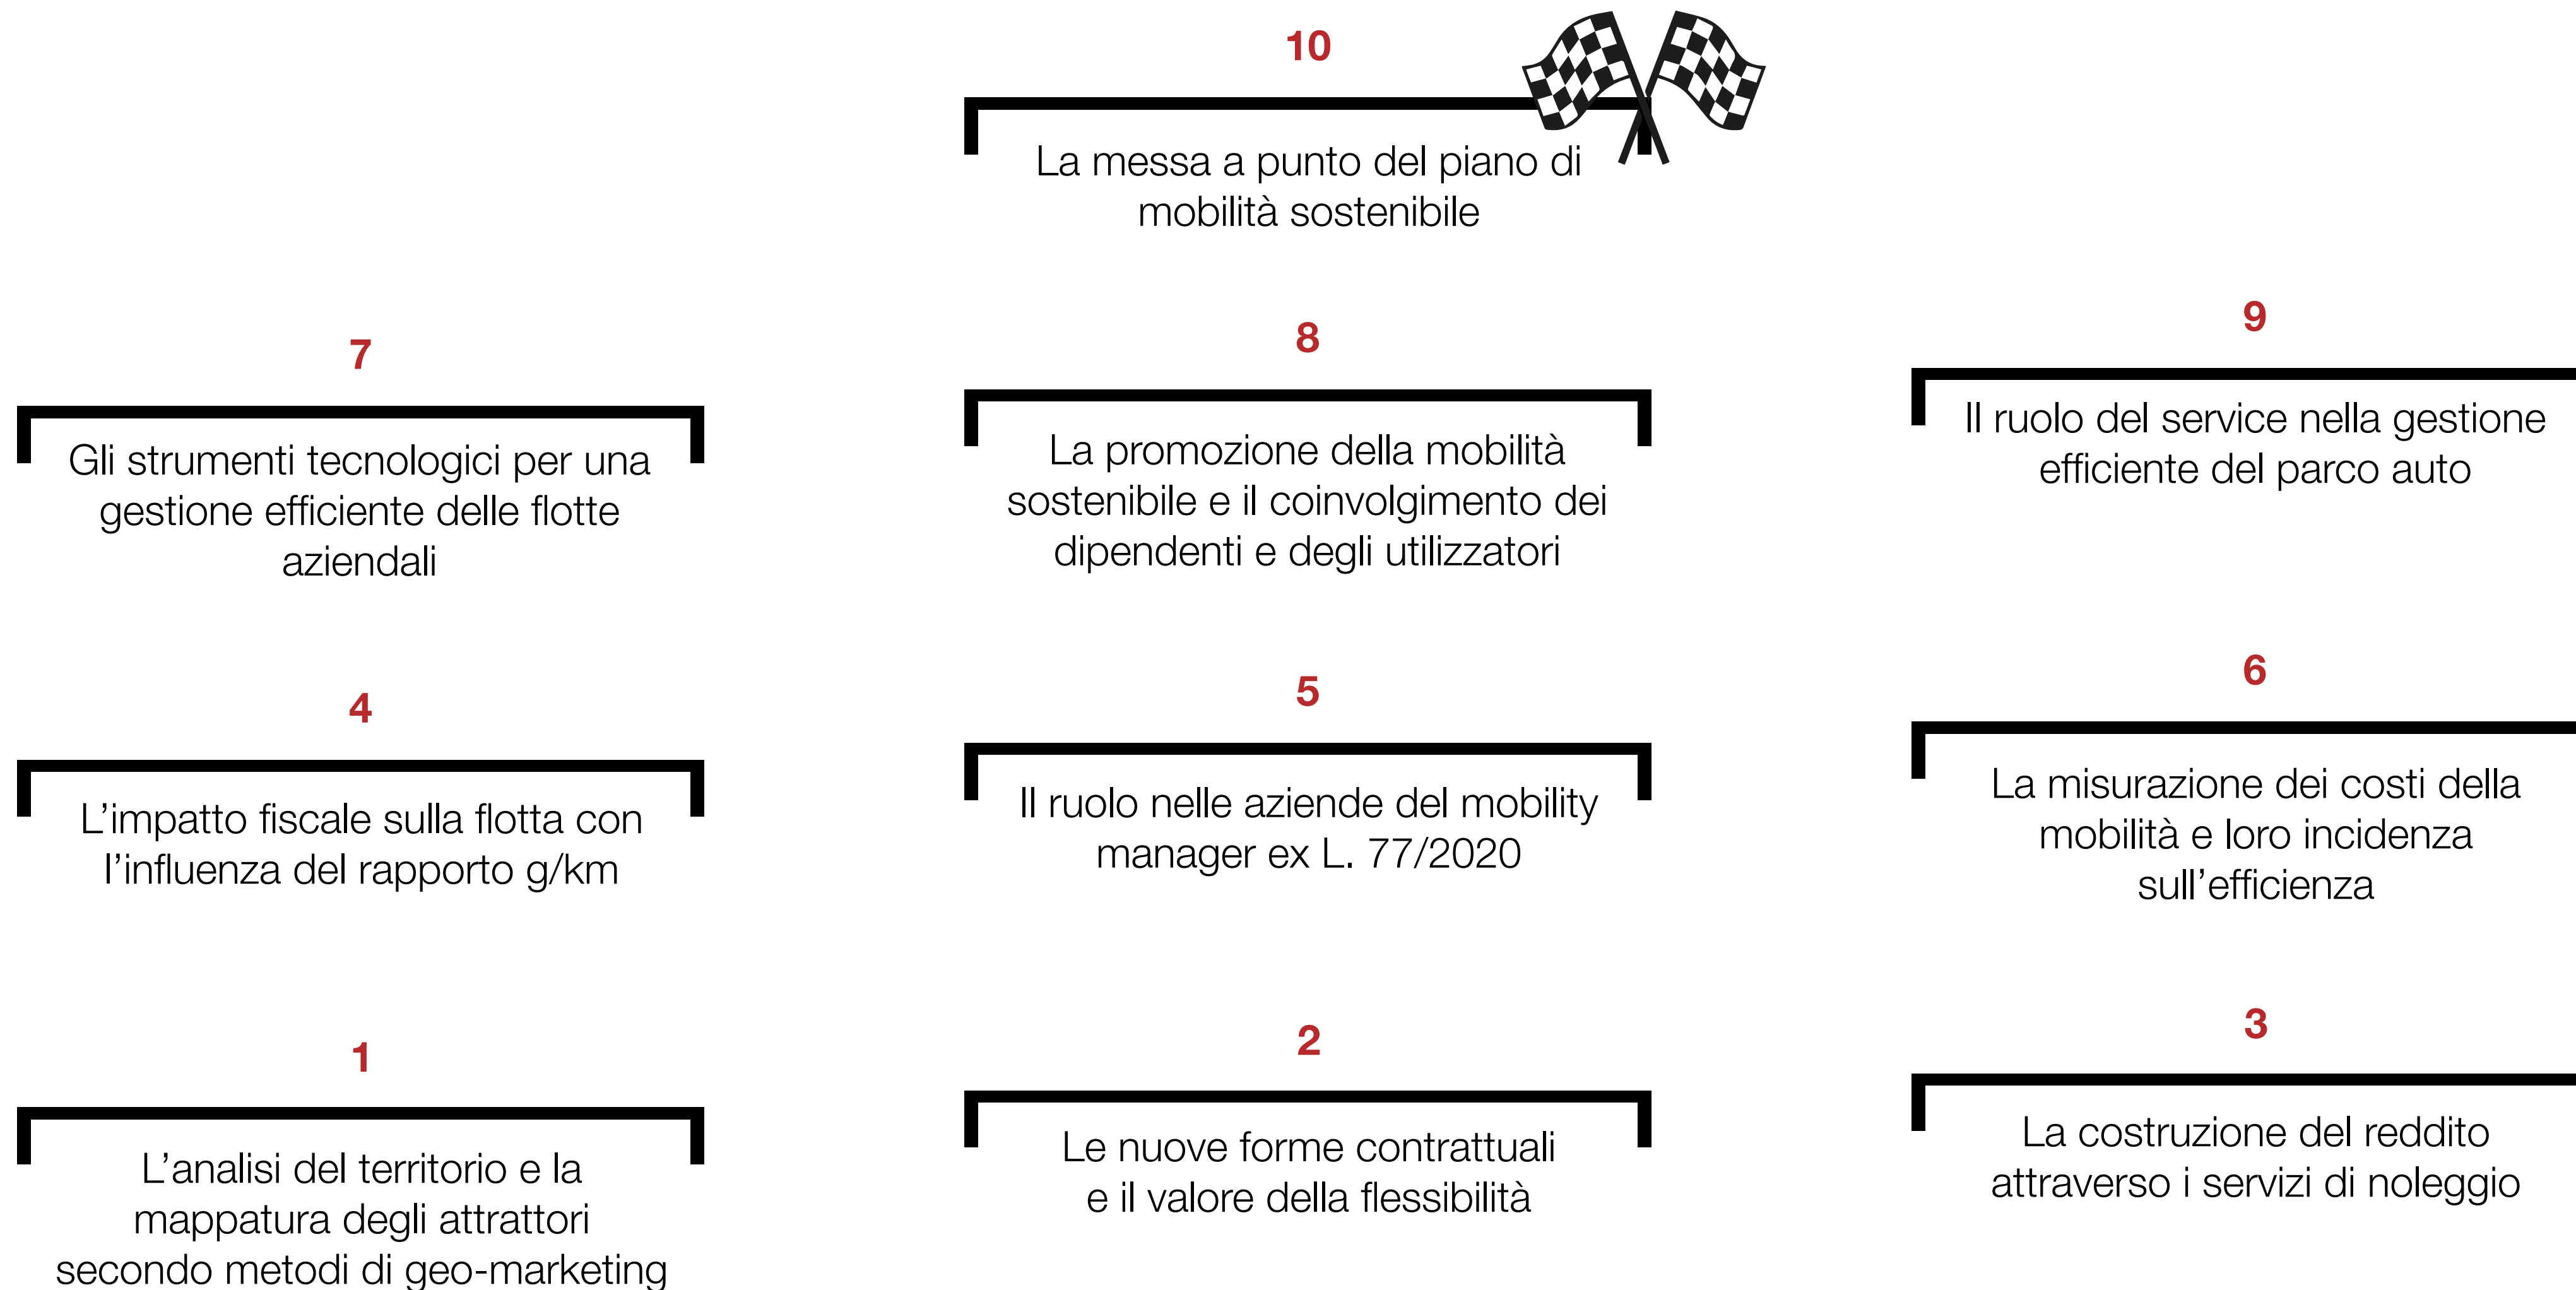 10
La messa a punto del piano di
mobilità sostenibile
7
Gli strumenti tecnologici per una
gestione efficiente delle flotte
aziendali
8
La promozione della mobilità
sostenibile e il coinvolgimento dei
dipendenti e degli utilizzatori
9
Il ruolo del service nella gestione
efficiente del parco auto
4
L’impatto fiscale sulla flotta con
l’influenza del rapporto g/km
5
Il ruolo nelle aziende del mobility
manager ex L. 77/2020
6
La misurazione dei costi della
mobilità e loro incidenza
sull’efficienza
1
L’analisi del territorio e la
mappatura degli attrattori
secondo metodi di geo-marketing
2
Le nuove forme contrattuali
e il valore della flessibilità
3
La costruzione del reddito
attraverso i servizi di noleggio